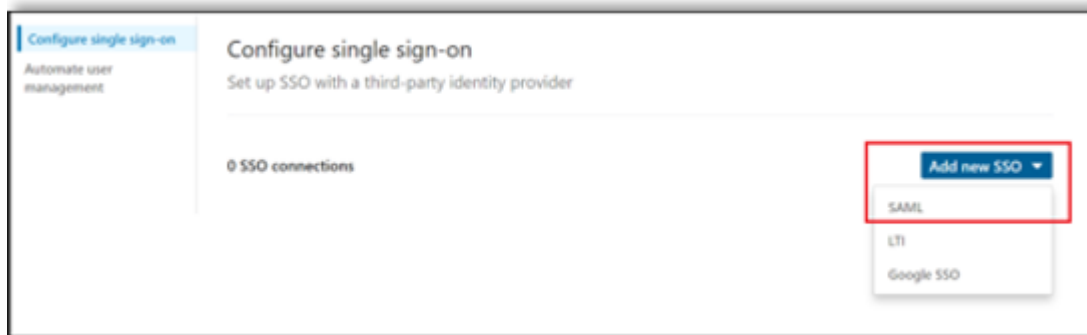 Configure single sign-on
Automate user
management
Configure single sign-on
Set up SSO with a third-party identity provider
0 SSO connections
Add new SSO
SAML
LTI
Google SSO